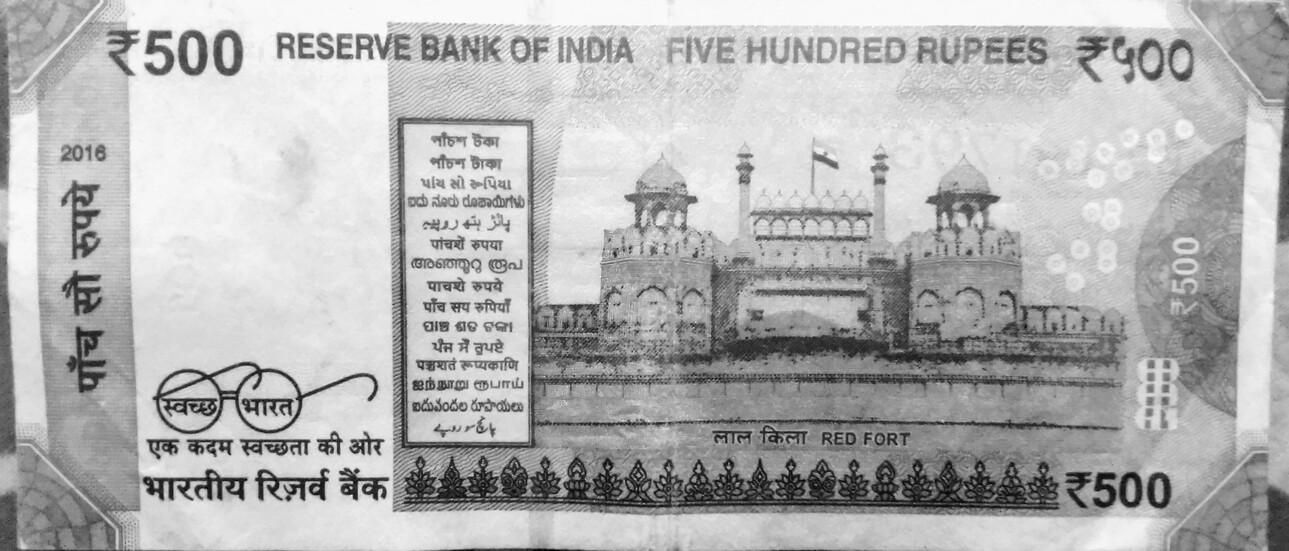 ₹500 RESERVE BANK OF INDIA FIVE HUNDRED RUPEES ₹५००
2016
पाँच सौ रुपये
পাঁচশ টকা
পাঁচশ টাকা
પાંચ સો રૂપિયા
ಐದು ನೂರು ರೂಪಾಯಿಗಳು
پانٛژ ہَتھ روپیہِ
पांचशें रुपया
അഞ്ഞൂറു രൂപ
पाचशे रुपये
पाँच सय रुपियाँ
ପାଞ୍ଚ ଶତ ଟଙ୍କା
ਪੰਜ ਸੌ ਰੁਪਏ
पञ्चशतं रूप्यकाणि
ஐந்நூறு ரூபாய்
ఐదువందల రూపాయలు
پانچ سو روپے
₹500
स्वच्छ भारत
एक कदम स्वच्छता की ओर
भारतीय रिज़र्व बैंक
लाल किला RED FORT
₹500